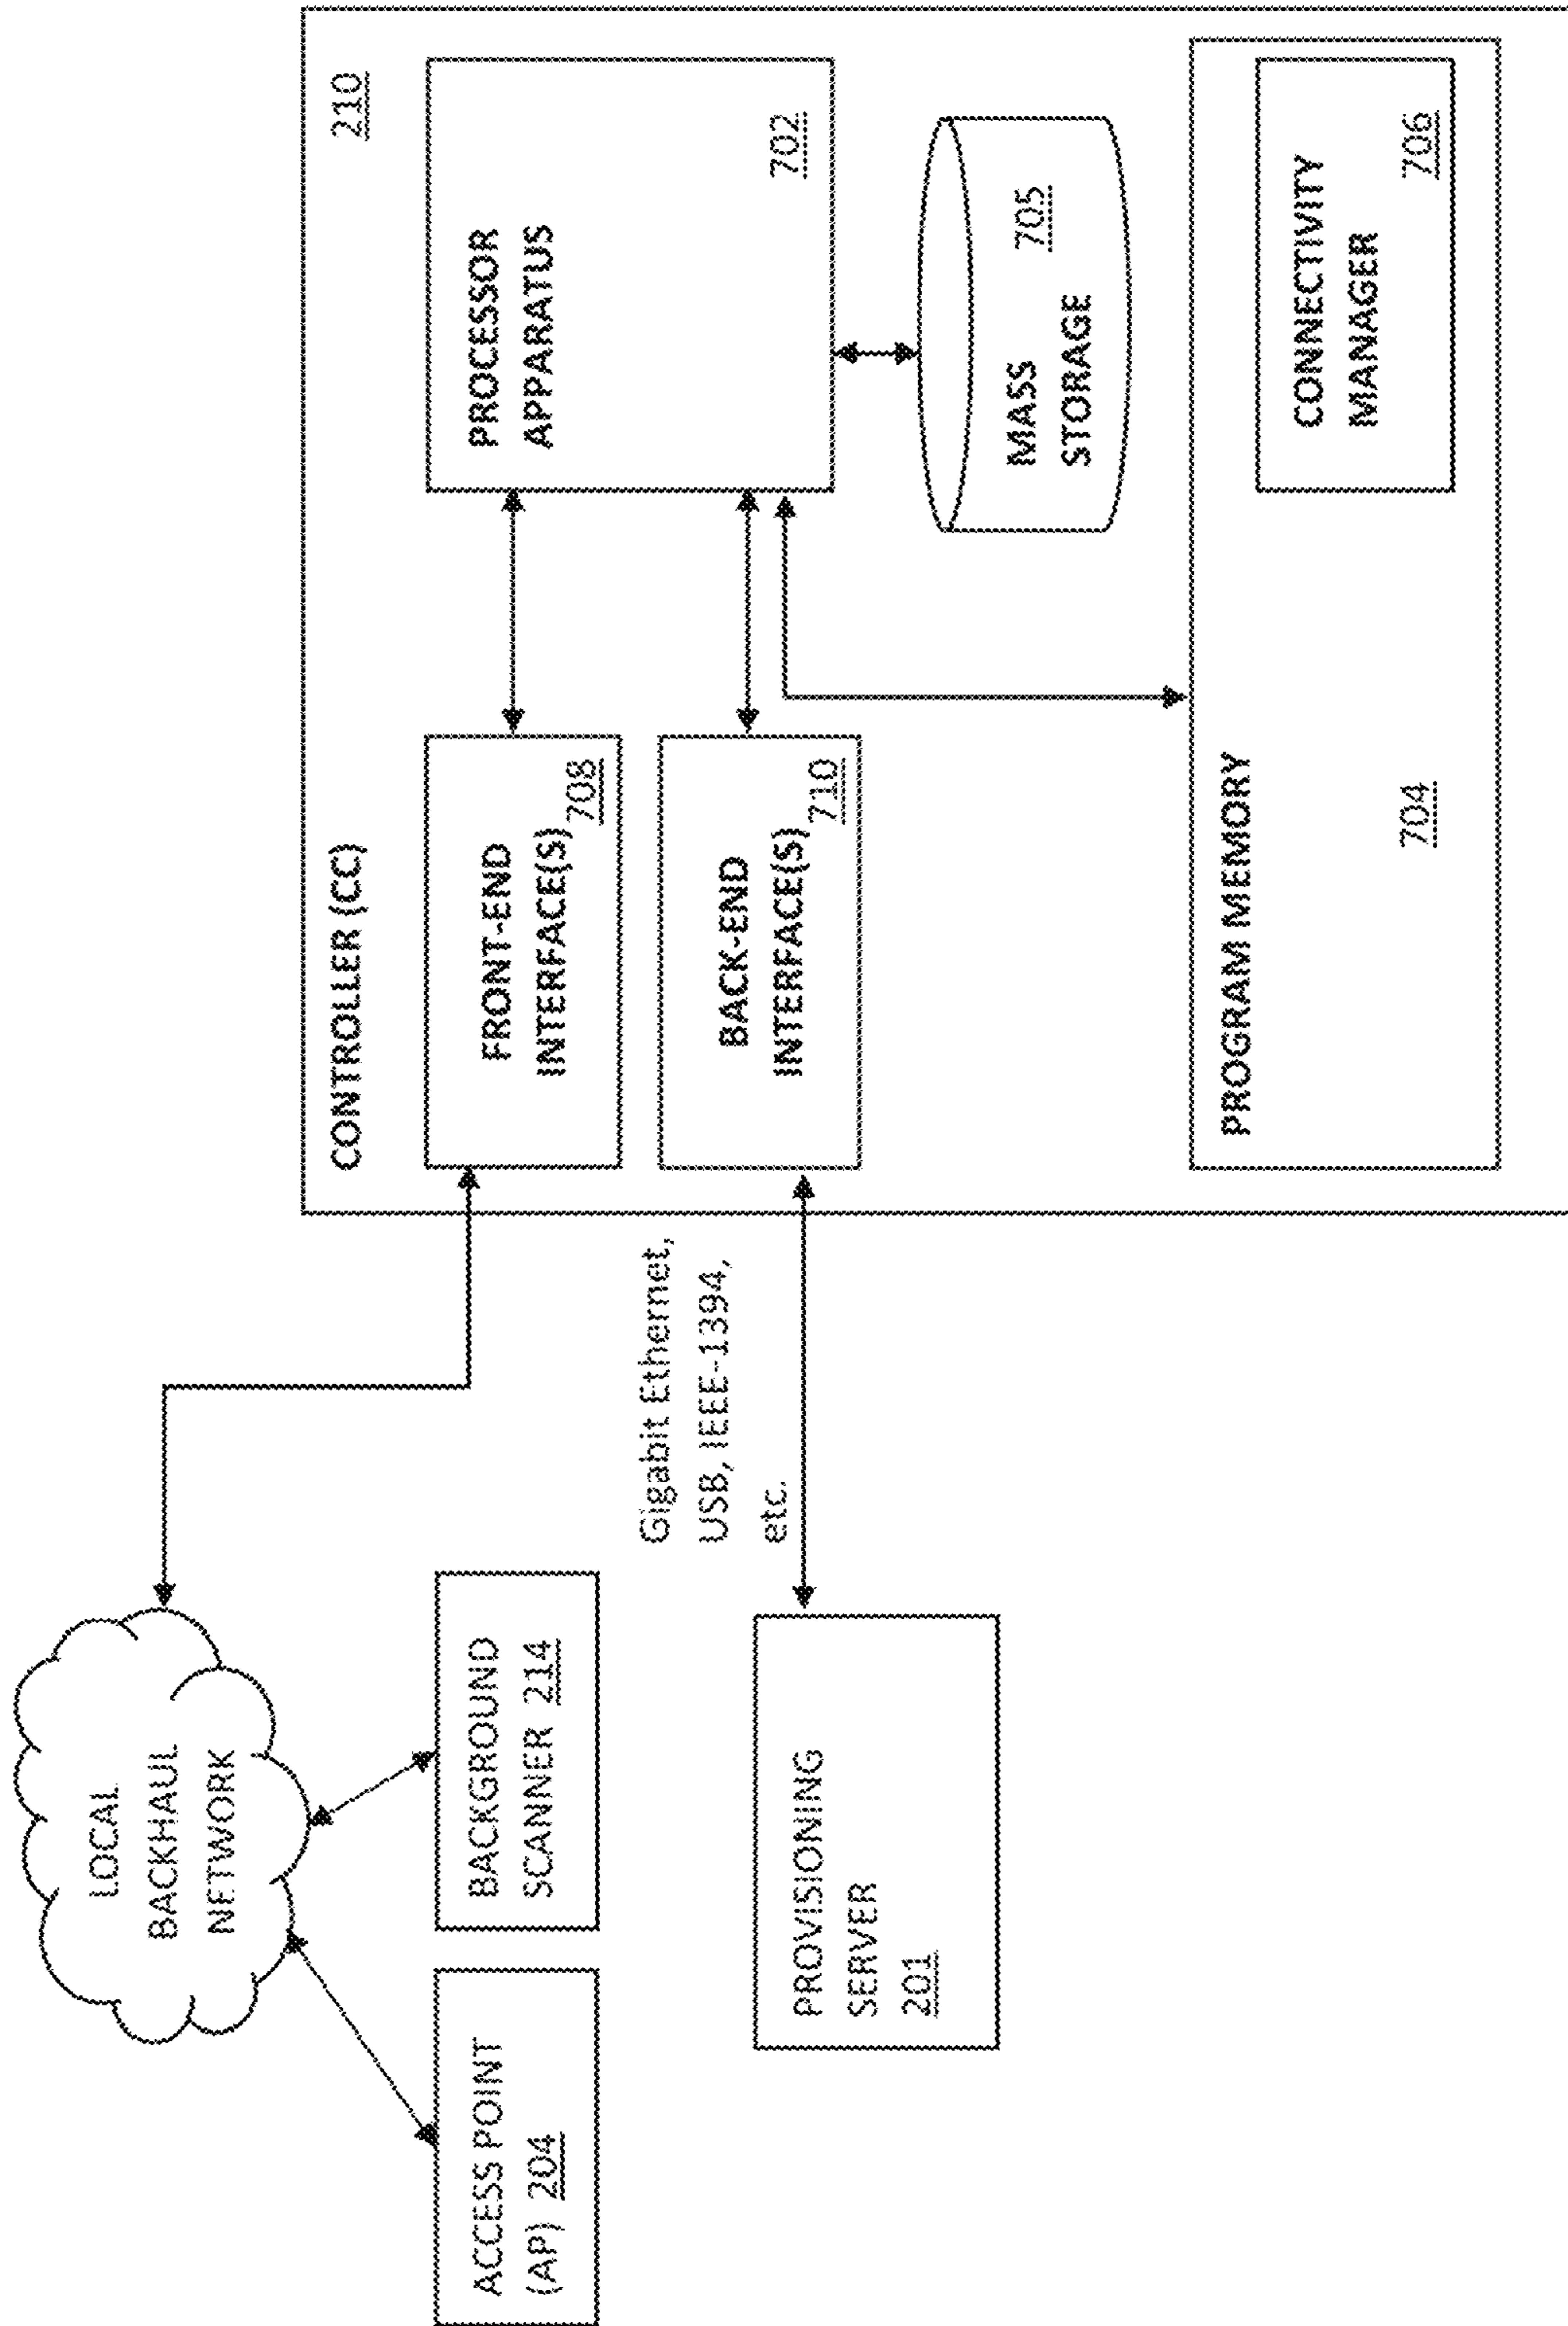 LOCAL
BACKHAUL
NETWORK
ACCESS POINT
(AP) 204
BACKGROUND
SCANNER 214
PROVISIONING
SERVER
201
Gigabit Ethernet,
USB, IEEE-1394,
etc.
CONTROLLER (CC)
210
FRONT-END
INTERFACE(S)
708
BACK-END
INTERFACE(S)
710
PROCESSOR
APPARATUS
702
MASS
705
STORAGE
PROGRAM MEMORY
704
CONNECTIVITY
MANAGER
706